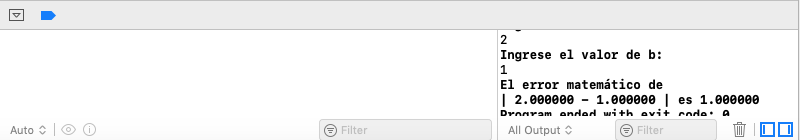 2
Ingrese el valor de b:
1
El error matemático de
| 2.000000 - 1.000000 | es 1.000000
Program ended with exit code: 0
Auto
Filter
All Output
Filter